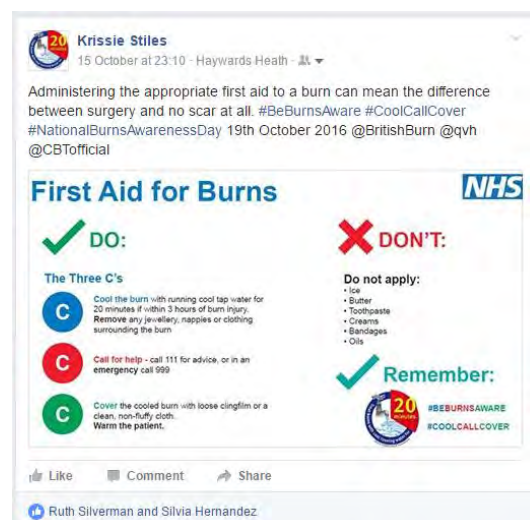 Krissie Stiles
15 October at 23:10 · Haywards Heath ·
Administering the appropriate first aid to a burn can mean the difference
between surgery and no scar at all. #BeBurnsAware #CoolCallCover
#NationalBurnsAwarenessDay 19th October 2016 @BritishBurn @qvh
@CBTofficial
First Aid for Burns
NHS
DO:
The Three C's
C
Cool the burn with running cool tap water for
20 minutes if within 3 hours of burn injury.
Remove any jewellery, nappies or clothing
surrounding the burn
C
Call for help - call 111 for advice, or in an
emergency call 999
C
Cover the cooled burn with loose clingfilm or a
clean, non-fluffy cloth.
Warm the patient.
DON'T:
Do not apply:
• Ice
• Butter
• Toothpaste
• Creams
• Bandages
• Oils
Remember:
20
minutes
#BEBURNSAWARE
#COOLCALLCOVER
Like Comment Share
Ruth Silverman and Silvia Hernandez